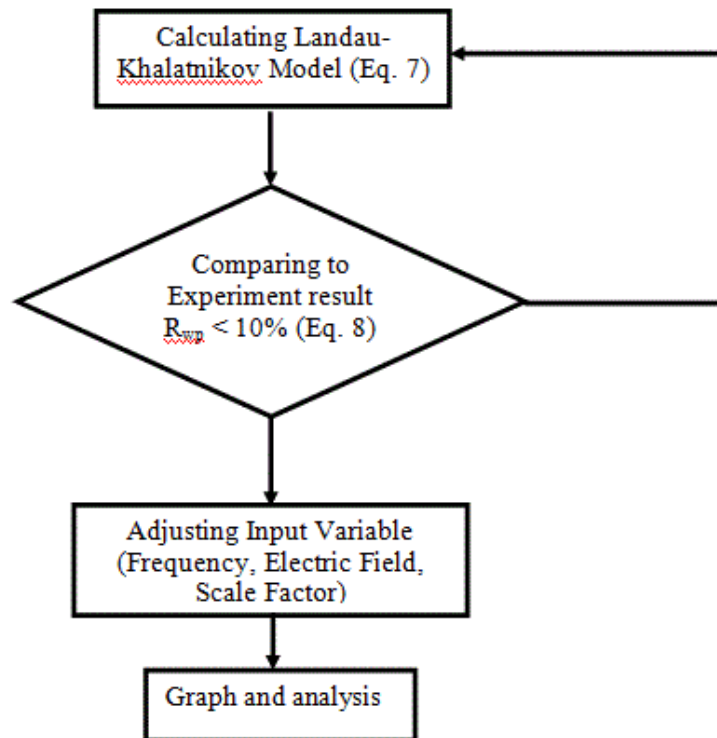 Calculating Landau-
Khalatnikov Model (Eq. 7)
Comparing to
Experiment result
Rwp < 10% (Eq. 8)
Adjusting Input Variable
(Frequency, Electric Field,
Scale Factor)
Graph and analysis